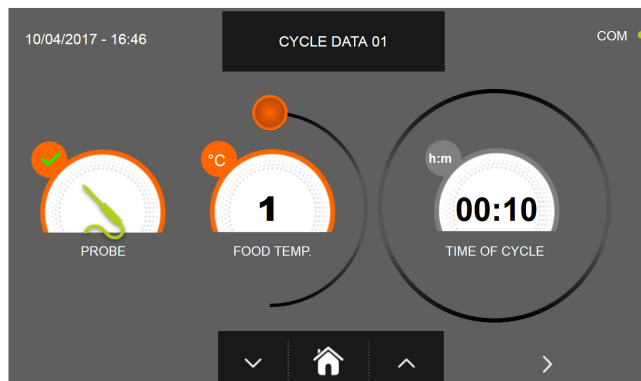 10/04/2017 - 16:46
CYCLE DATA 01
COM
°C
h:m
1
00:10
PROBE
FOOD TEMP.
TIME OF CYCLE